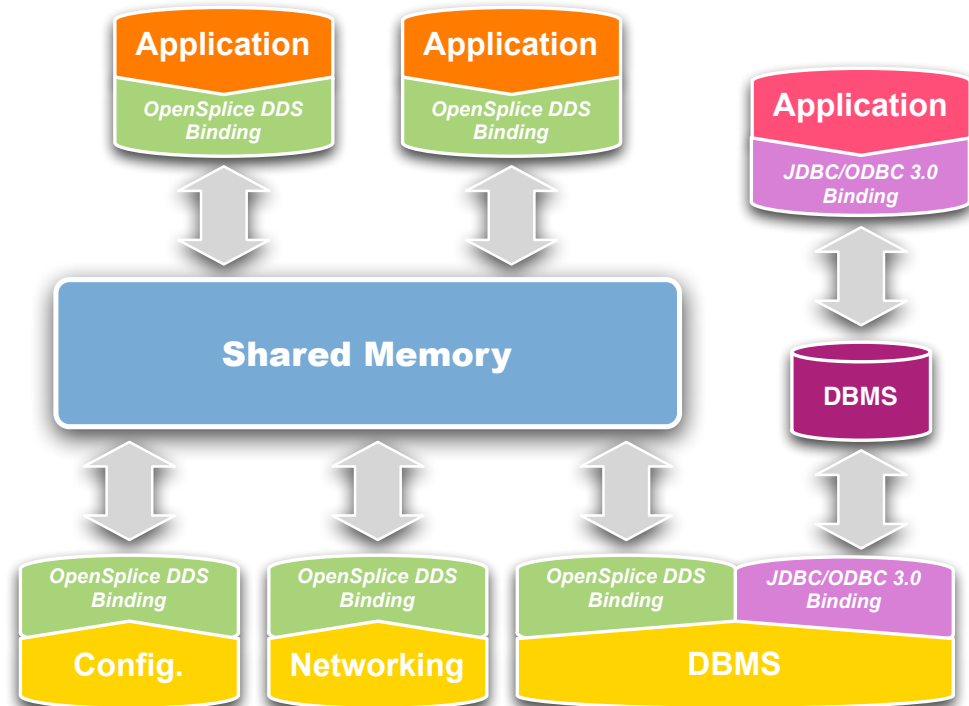 Application
OpenSplice DDS
Binding
Application
OpenSplice DDS
Binding
Application
JDBC/ODBC 3.0
Binding
Shared Memory
DBMS
OpenSplice DDS
Binding
Config.
OpenSplice DDS
Binding
Networking
OpenSplice DDS
Binding
JDBC/ODBC 3.0
Binding
DBMS